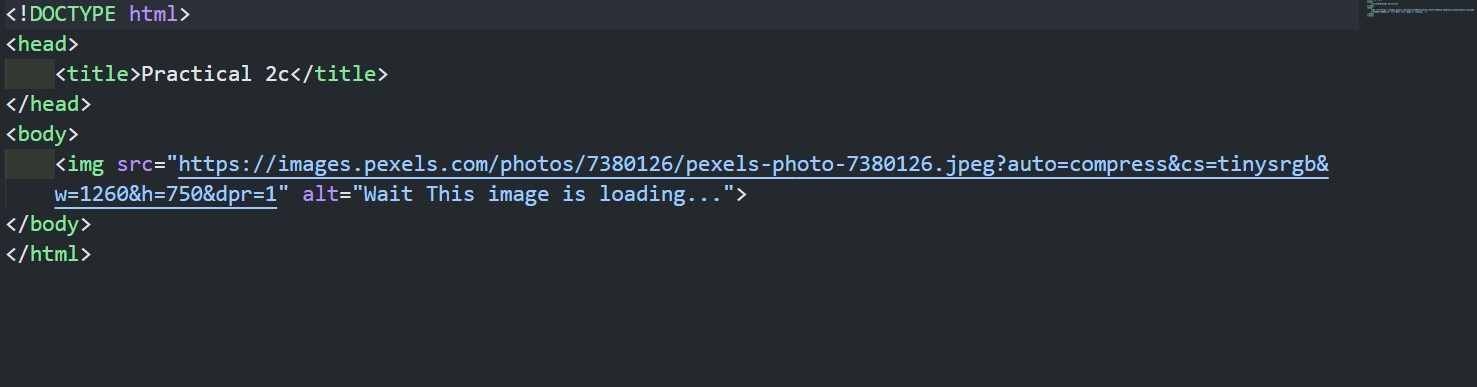 <!DOCTYPE html>
<head>
    <title>Practical 2c</title>
</head>
<body>
    <img src="https://images.pexels.com/photos/7380126/pexels-photo-7380126.jpeg?auto=compress&cs=tinysrgb&
    w=1260&h=750&dpr=1" alt="Wait This image is loading...">
</body>
</html>